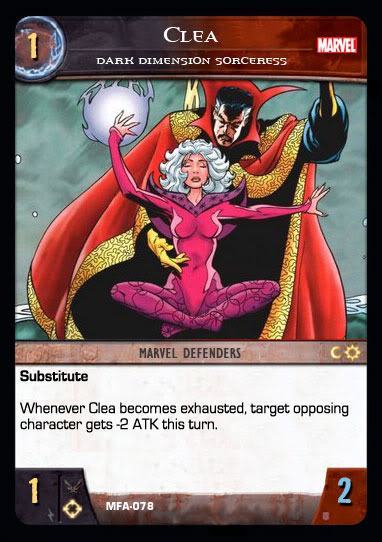 1
Clea
MARVEL
DARK DIMENSION SORCERESS
MARVEL DEFENDERS
C
Substitute
Whenever Clea becomes exhausted, target opposing
character gets -2 ATK this turn.
1
MFA-078
2